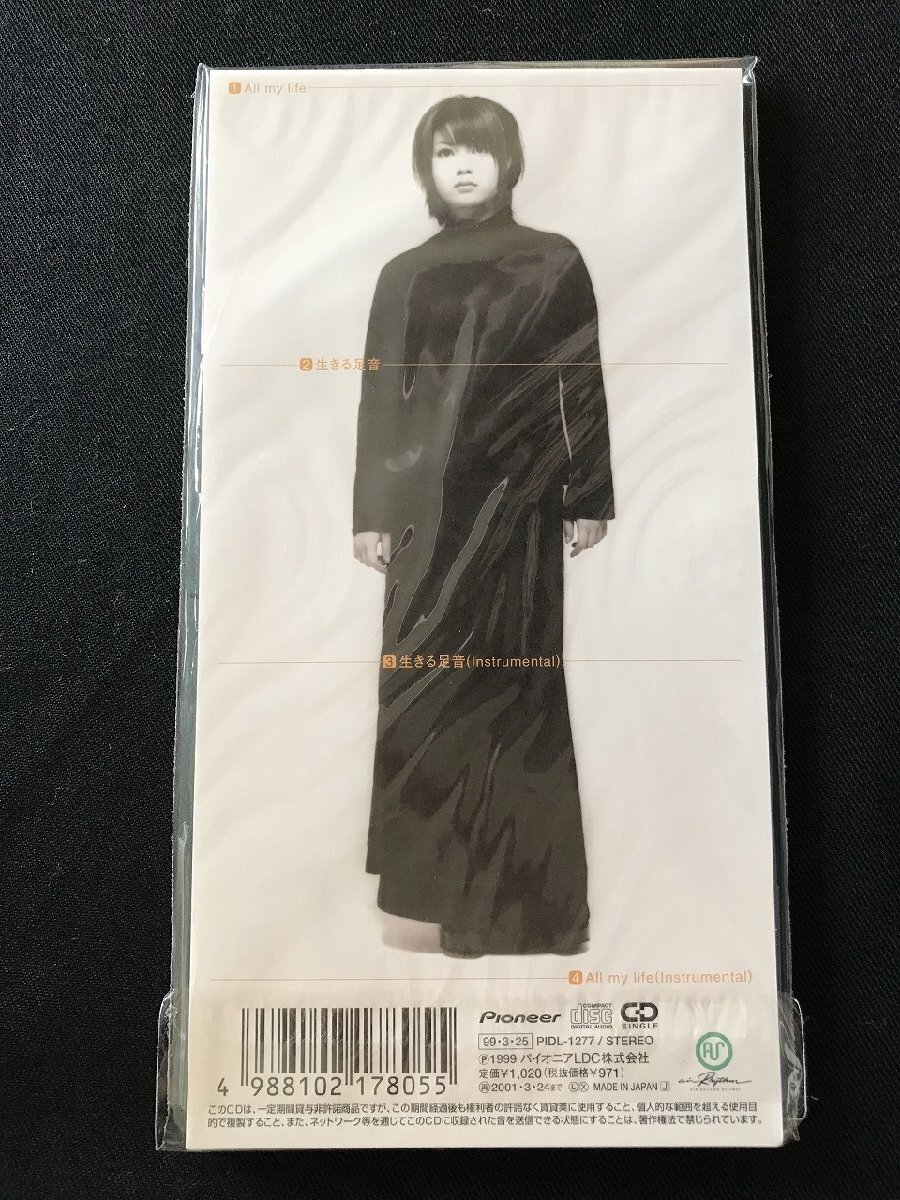 1 All my life
2 生きる足音
3 生きる足音(Instrumental)
4 All my life(Instrumental)
Pioneer COMPACT disc DIGITAL AUDIO CD SINGLE
99・3・25 PIDL-1277 / STEREO
Ⓟ1999 パイオニアLDC株式会社
定価¥1,020(税抜価格¥971)
2001・3・24まで LX MADE IN JAPAN J
4 988102 178055
air Rhythm
このCDは、一定期間貸与非許諾商品ですが、この期間経過後も権利者の許諾なく賃貸業に使用すること、個人的な範囲を超える使用目
的で複製すること、また、ネットワーク等を通じてこのCDに収録された音を送信できる状態にすることは、著作権法で禁じられています。